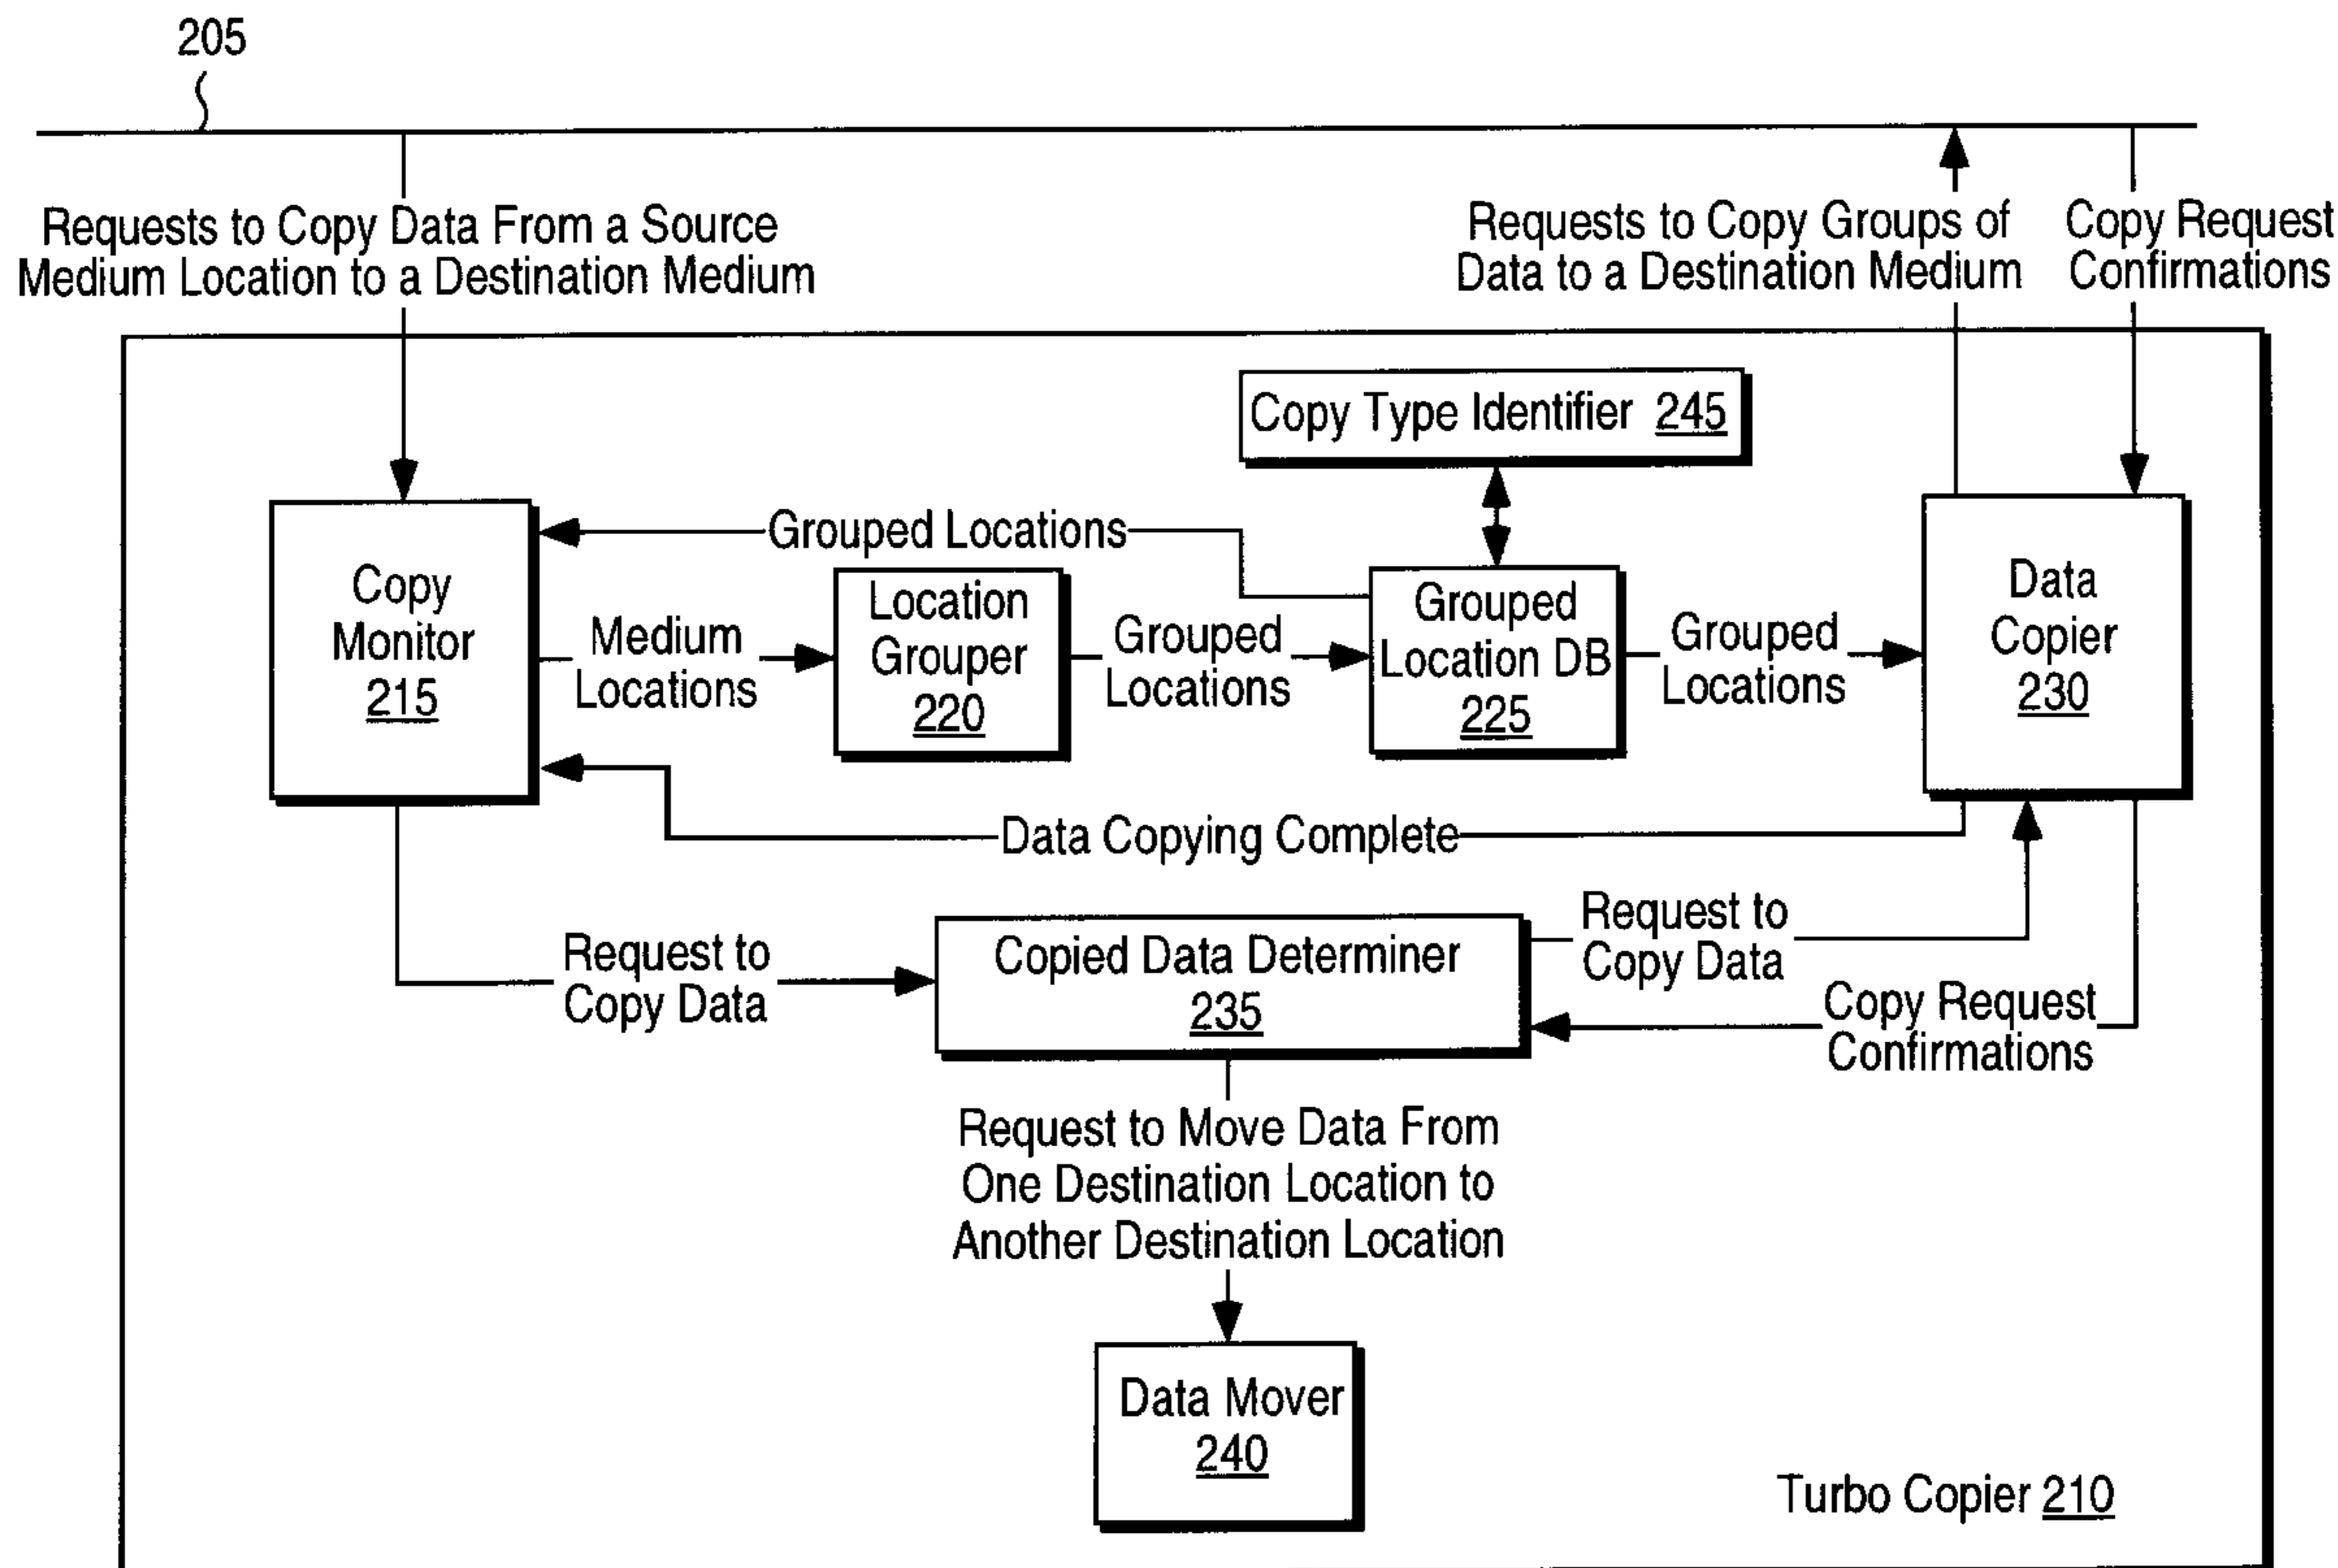 205
Requests to Copy Data From a Source
Medium Location to a Destination Medium
Requests to Copy Groups of
Data to a Destination Medium
Copy Request
Confirmations
Copy Type Identifier 245
Grouped Locations
Copy
Monitor
215
Medium
Locations
Location
Grouper
220
Grouped
Locations
Grouped
Location DB
225
Grouped
Locations
Data
Copier
230
Data Copying Complete
Request to
Copy Data
Copied Data Determiner
235
Request to
Copy Data
Copy Request
Confirmations
Request to Move Data From
One Destination Location to
Another Destination Location
Data Mover
240
Turbo Copier 210